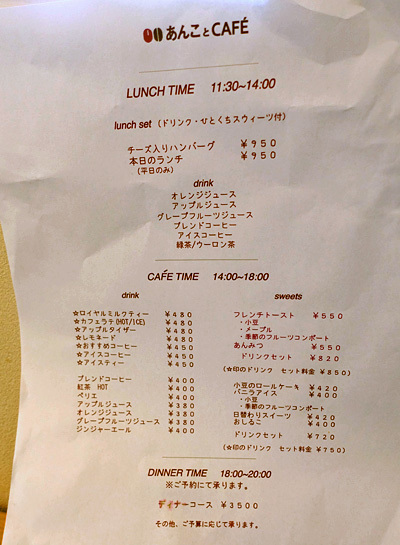 あんことCAFÉ
LUNCH TIME 11:30~14:00
lunch set (ドリンク・ひとくちスウィーツ付)
チーズ入りハンバーグ ¥950
本日のランチ ¥950
(平日のみ)
drink
オレンジジュース
アップルジュース
グレープフルーツジュース
ブレンドコーヒー
アイスコーヒー
緑茶/ウーロン茶
CAFÉ TIME 14:00~18:00
drink
☆ロイヤルミルクティー ¥480
☆カフェラテ(HOT/ICE) ¥480
☆アップルタイザー ¥480
☆レモネード ¥480
☆おすすめコーヒー ¥450
☆アイスコーヒー ¥450
☆アイスティー ¥450
ブレンドコーヒー ¥400
紅茶 HOT ¥400
ペリエ ¥400
アップルジュース ¥380
オレンジジュース ¥380
グレープフルーツジュース ¥380
ジンジャーエール ¥400
sweets
フレンチトースト ¥550
・小豆
・メープル
・季節のフルーツコンポート
あんみつ ¥550
ドリンクセット ¥820
(☆印のドリンク セット料金 ¥850)
小豆のロールケーキ ¥420
バニラアイス ¥400
・小豆
・季節のフルーツコンポート
日替わりスイーツ ¥420
おしるこ ¥400
ドリンクセット ¥720
(☆印のドリンク セット料金 ¥750)
DINNER TIME 18:00~20:00
※ご予約にて承ります。
ディナーコース ¥3500
その他、ご予算に応じて承ります。